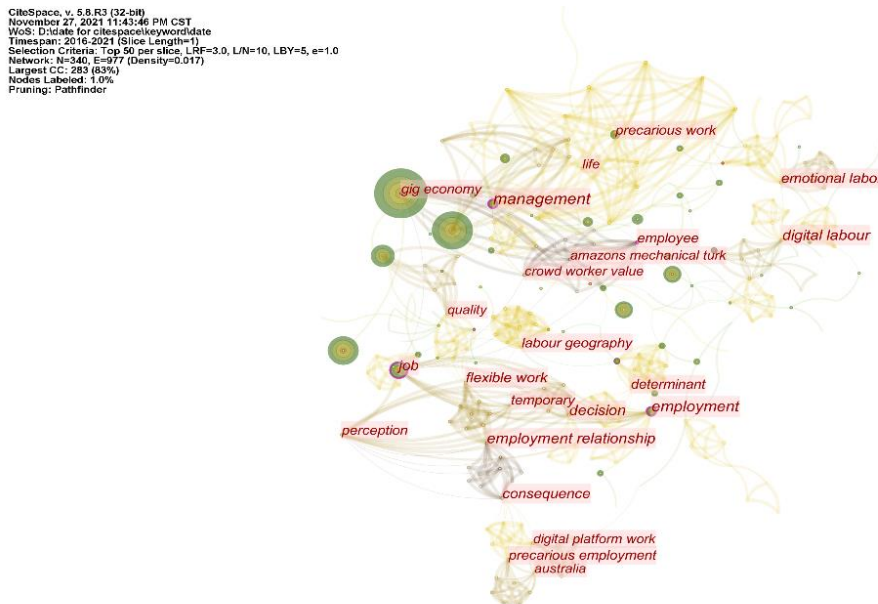 CiteSpace, v. 5.8.R3 (32-bit)
November 27, 2021 11:43:46 PM CST
WoS: D:\date for citespace\keyword\date
Timespan: 2016-2021 (Slice Length=1)
Selection Criteria: Top 50 per slice, LRF=3.0, L/N=10, LBY=5, e=1.0
Network: N=340, E=977 (Density=0.017)
Largest CC: 283 (83%)
Nodes Labeled: 1.0%
Pruning: Pathfinder
precarious work
life
emotional labo
gig economy
management
digital labour
employee
amazons mechanical turk
crowd worker value
quality
labour geography
job
flexible work
determinant
temporary
decision
employment
perception
employment relationship
consequence
digital platform work
precarious employment
australia